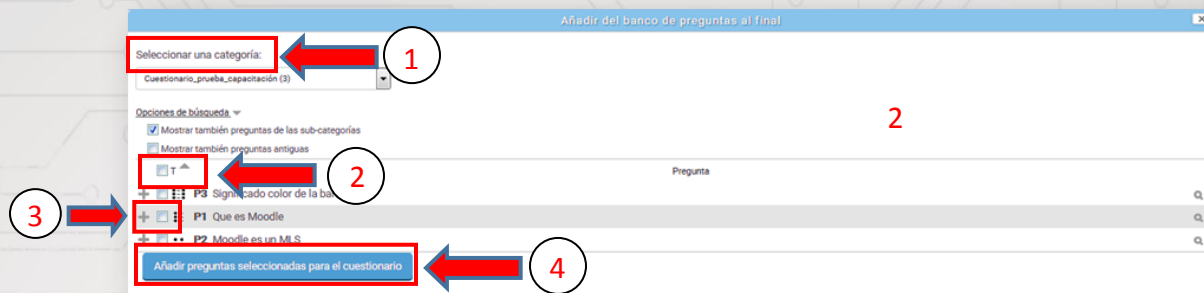 Añadir del banco de preguntas al final
Seleccionar una categoría:
1
Cuestionario_prueba_capacitación (3)
Opciones de búsqueda
2
Mostrar también preguntas de las sub-categorías
Mostrar también preguntas antiguas
T
2
Pregunta
P3 Significado color de la
3
P1 Que es Moodle
P2 Moodle es un MLS
Añadir preguntas seleccionadas para el cuestionario
4